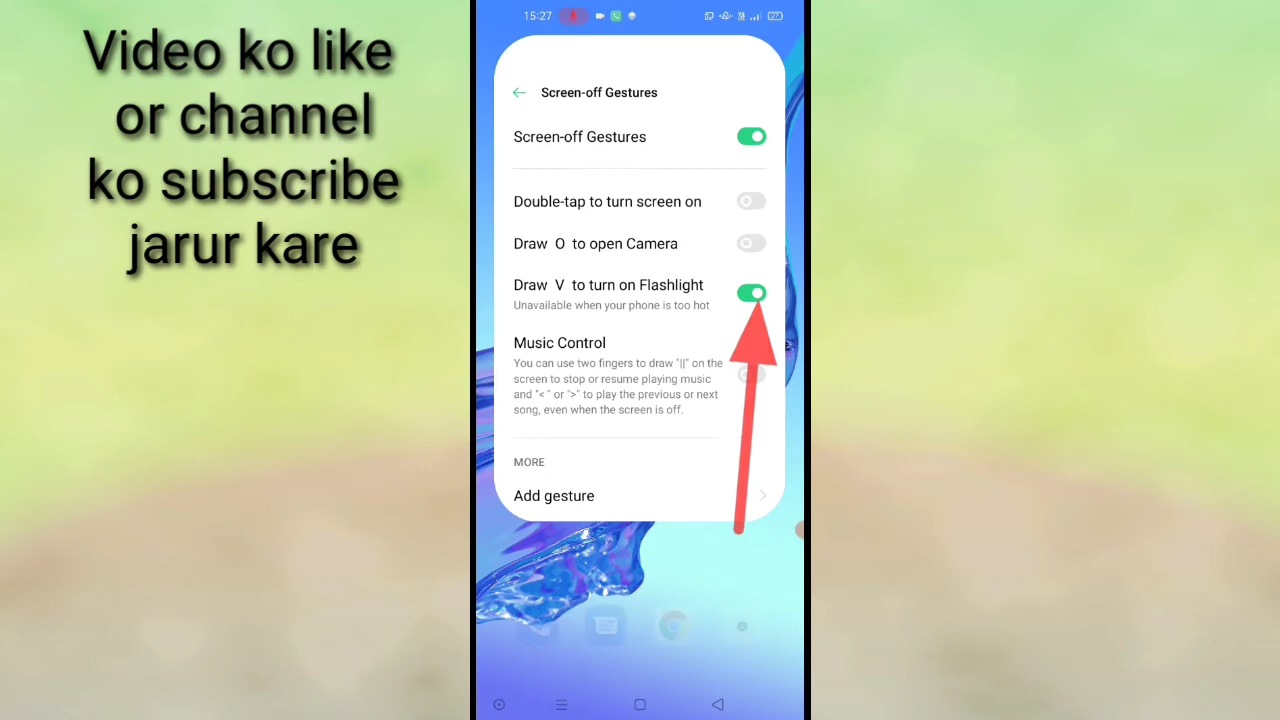 Video ko like
or channel
ko subscribe
jarur kare
15:27
27
Screen-off Gestures
Screen-off Gestures
Double-tap to turn screen on
Draw O to open Camera
Draw V to turn on Flashlight
Unavailable when your phone is too hot
Music Control
You can use two fingers to draw "||" on the
screen to stop or resume playing music
and "< " or ">" to play the previous or next
song, even when the screen is off.
MORE
Add gesture